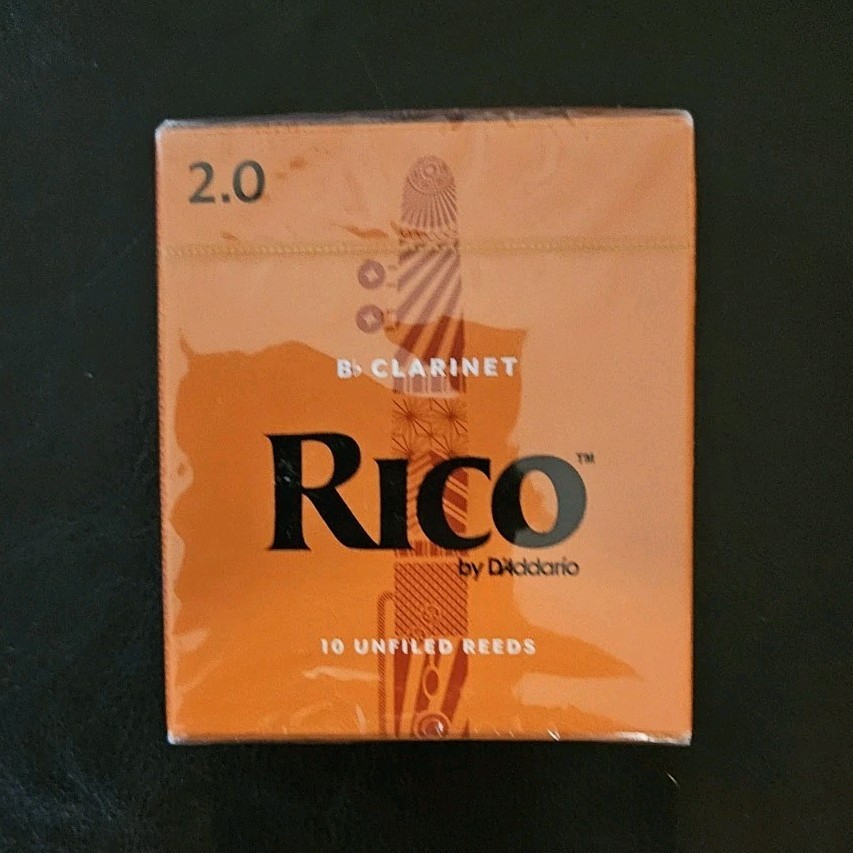 2.0
B♭ CLARINET
RICO™
by D'Addario
10 UNFILED REEDS